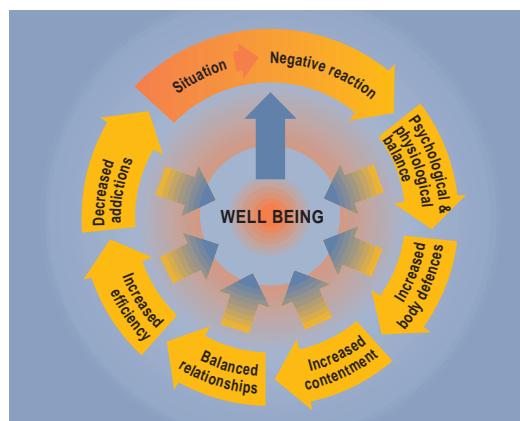 Situation
Negative reaction
Psychological &
physiological
balance
Increased
body defences
Increased
contentment
Balanced
relationships
Increased
efficiency
Decreased
addictions
WELL BEING